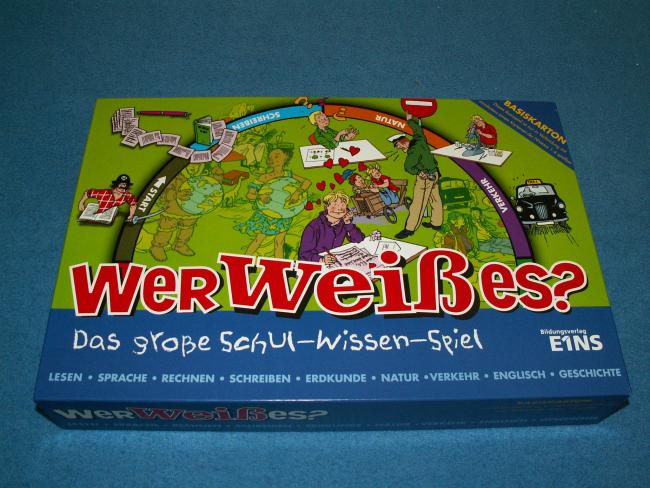 SCHREIBEN
NATUR
START
VERKEHR
BASISKARTON
WER WEIß ES?
Das große Schul-Wissen-Spiel
Bildungsverlag
E1NS
LESEN • SPRACHE • RECHNEN • SCHREIBEN • ERDKUNDE • NATUR • VERKEHR • ENGLISCH • GESCHICHTE
WER WEIß ES?
BASISKARTON